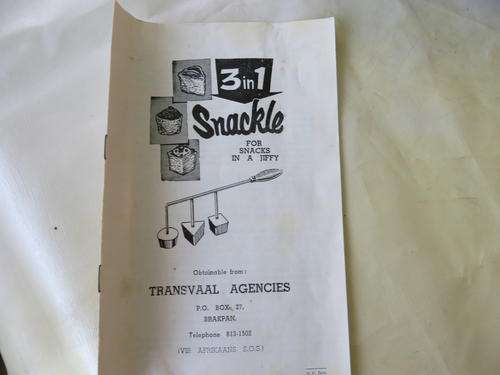 3 in 1
Snackle
FOR
SNACKS
IN A JIFFY
Obtainable from:
TRANSVAAL AGENCIES
P.O. BOX 27,
BRAKPAN.
Telephone 813-1502
(VIR AFRIKAANS S.O.S.)